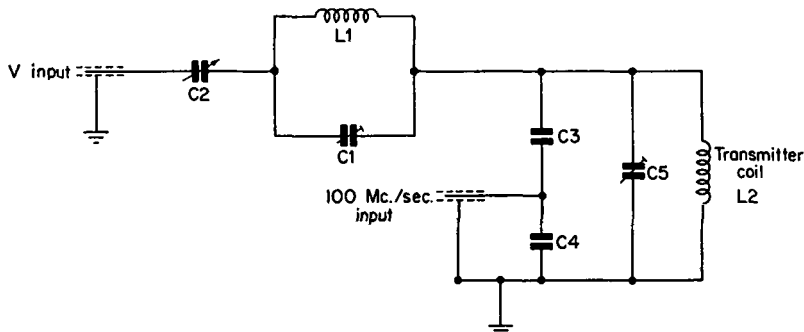 L1
V input
C2
C1
C3
Transmitter
coil
L2
C5
100 Mc./sec.
input
C4